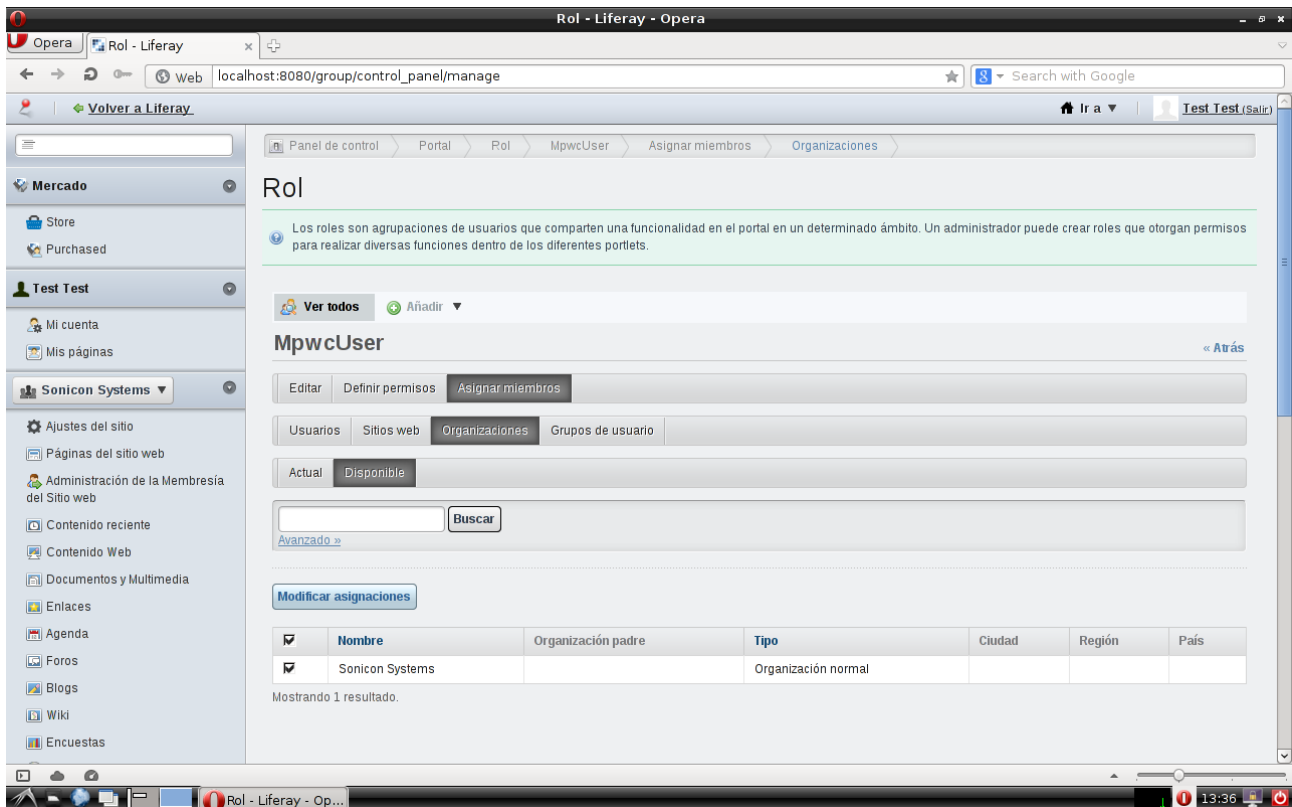 Rol - Liferay - Opera
Opera
Rol - Liferay
Web
localhost:8080/group/control_panel/manage
Search with Google
Volver a Liferay
Ir a ▼
Test Test (Salir)
Mercado
Store
Purchased
Test Test
Mi cuenta
Mis páginas
Sonicon Systems ▼
Ajustes del sitio
Páginas del sitio web
Administración de la Membresía
del Sitio web
Contenido reciente
Contenido Web
Documentos y Multimedia
Enlaces
Agenda
Foros
Blogs
Wiki
Encuestas
Panel de control
Portal
Rol
MpwcUser
Asignar miembros
Organizaciones
Rol
Los roles son agrupaciones de usuarios que comparten una funcionalidad en el portal en un determinado ámbito. Un administrador puede crear roles que otorgan permisos
para realizar diversas funciones dentro de los diferentes portlets.
Ver todos
Añadir ▼
MpwcUser
« Atrás
Editar
Definir permisos
Asignar miembros
Usuarios
Sitios web
Organizaciones
Grupos de usuario
Actual
Disponible
Buscar
Avanzado »
Modificar asignaciones
Nombre
Organización padre
Tipo
Ciudad
Región
País
Sonicon Systems
Organización normal
Mostrando 1 resultado.
Rol - Liferay - Op...
13:36